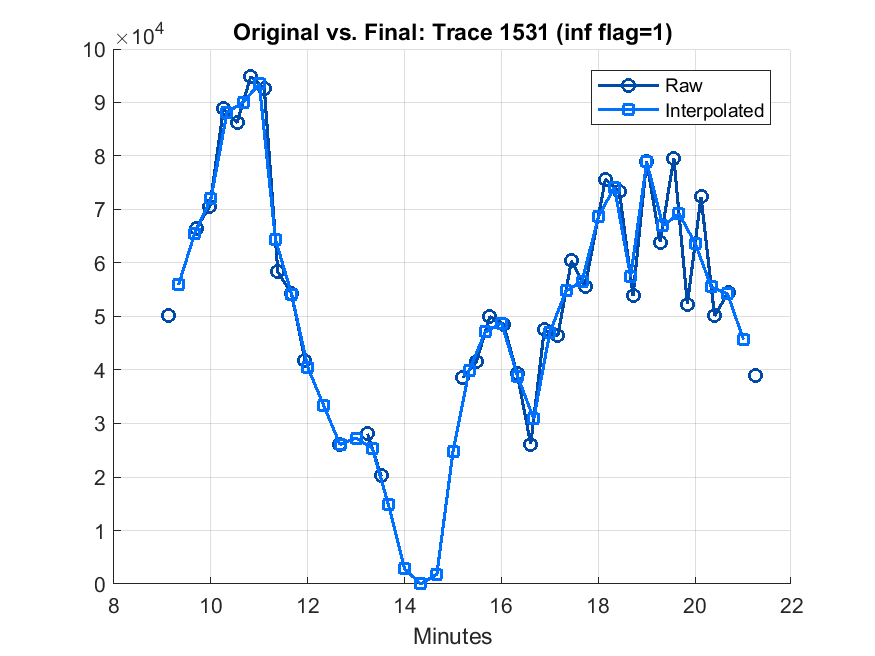 Original vs. Final: Trace 1531 (inf flag=1)
×10⁴
10
9
8
7
6
5
4
3
2
1
0
Raw
Interpolated
8 10 12 14 16 18 20 22
Minutes